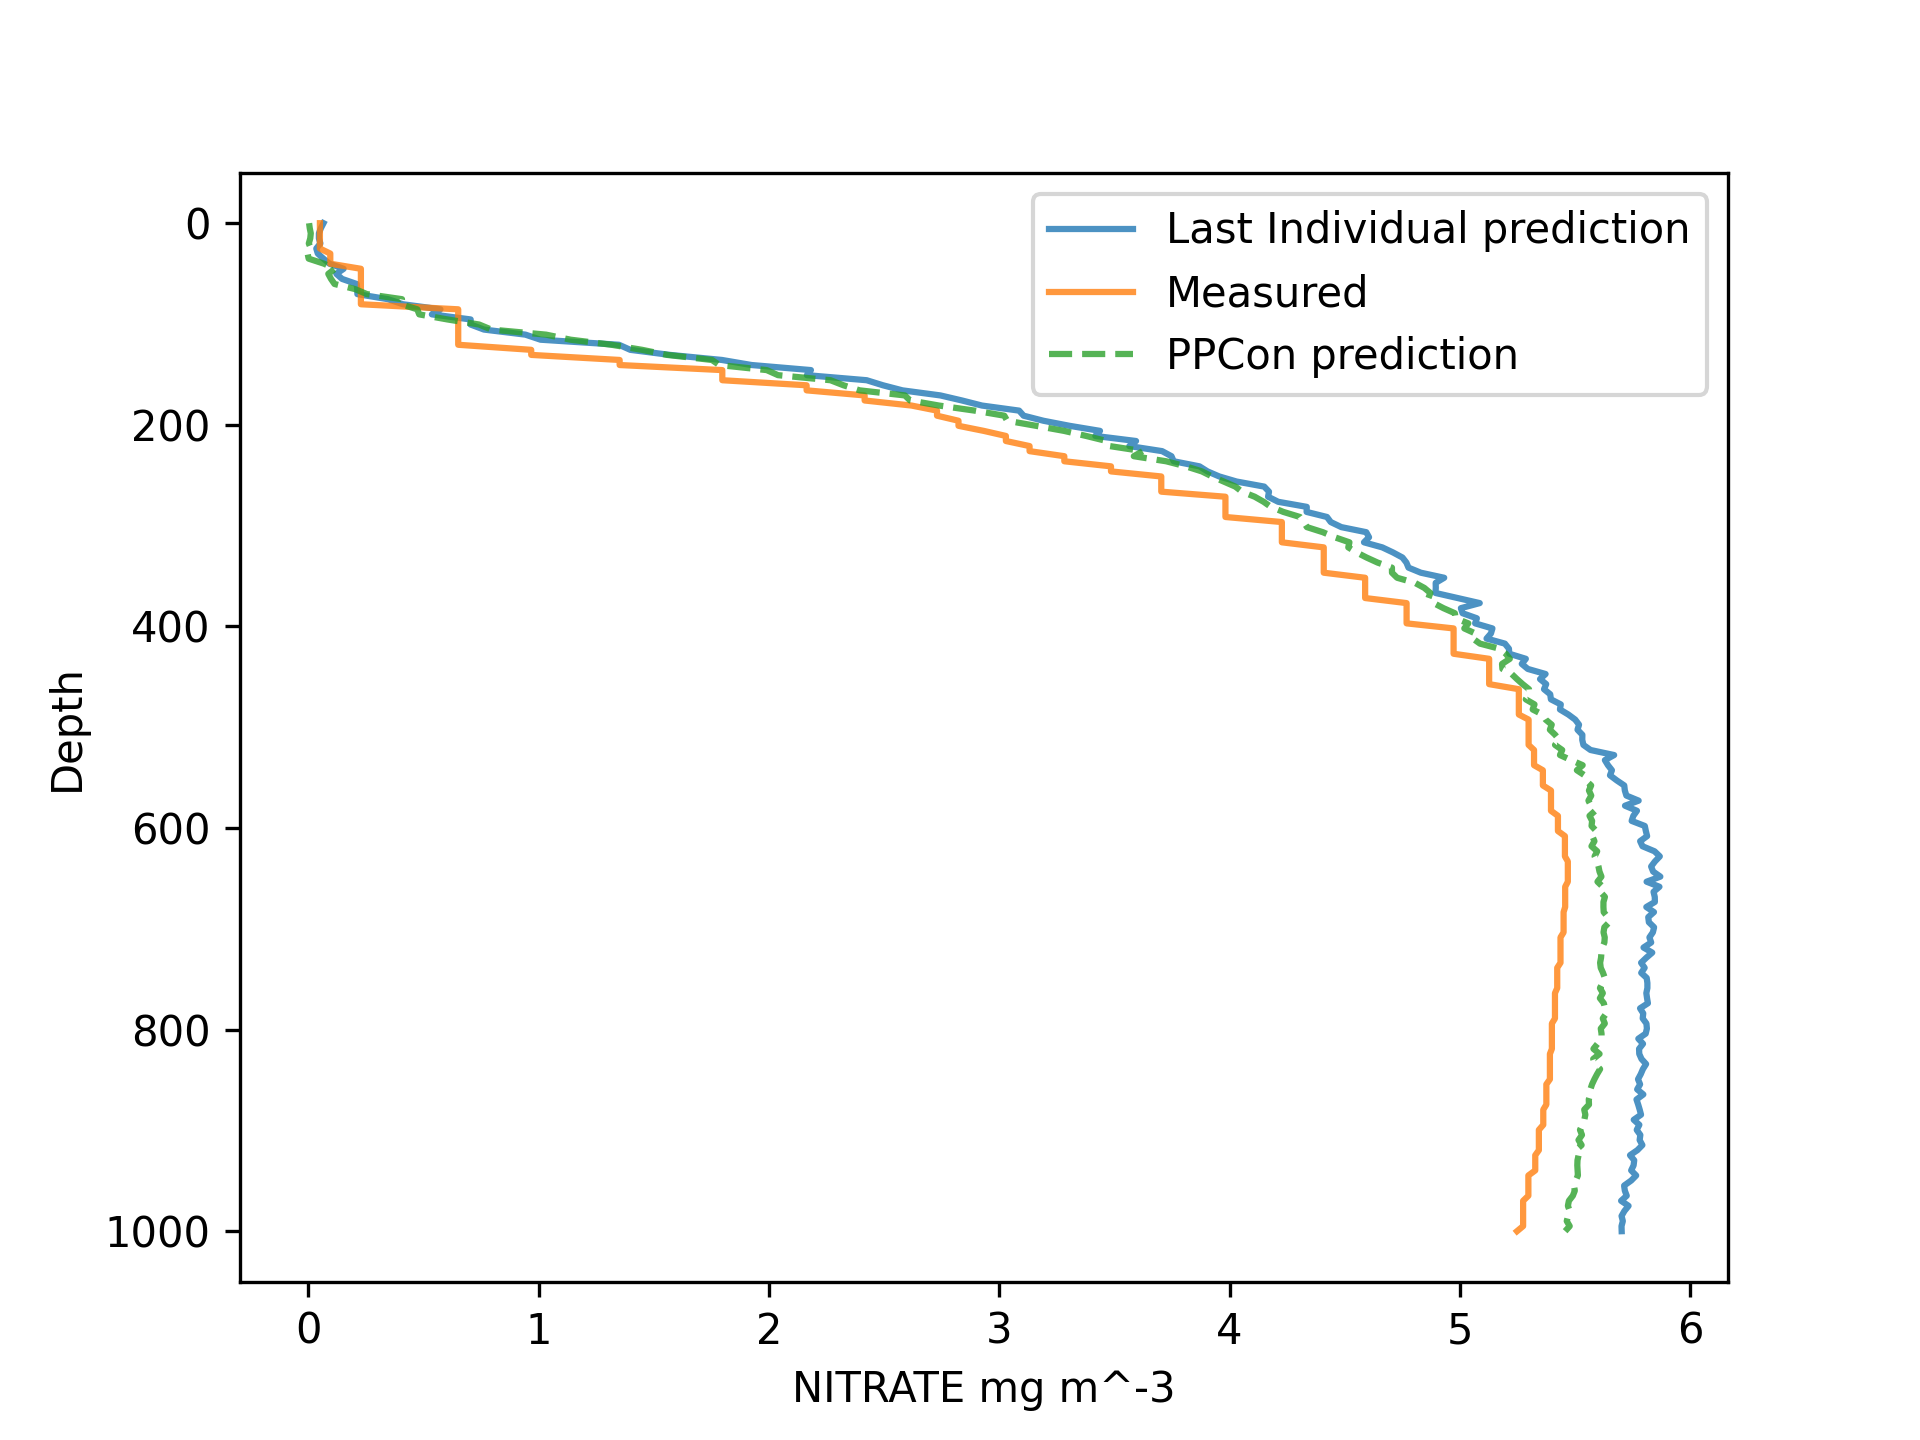 Last Individual prediction
Measured
PPCon prediction
0
200
400
600
800
1000
Depth
0 1 2 3 4 5 6
NITRATE mg m^-3